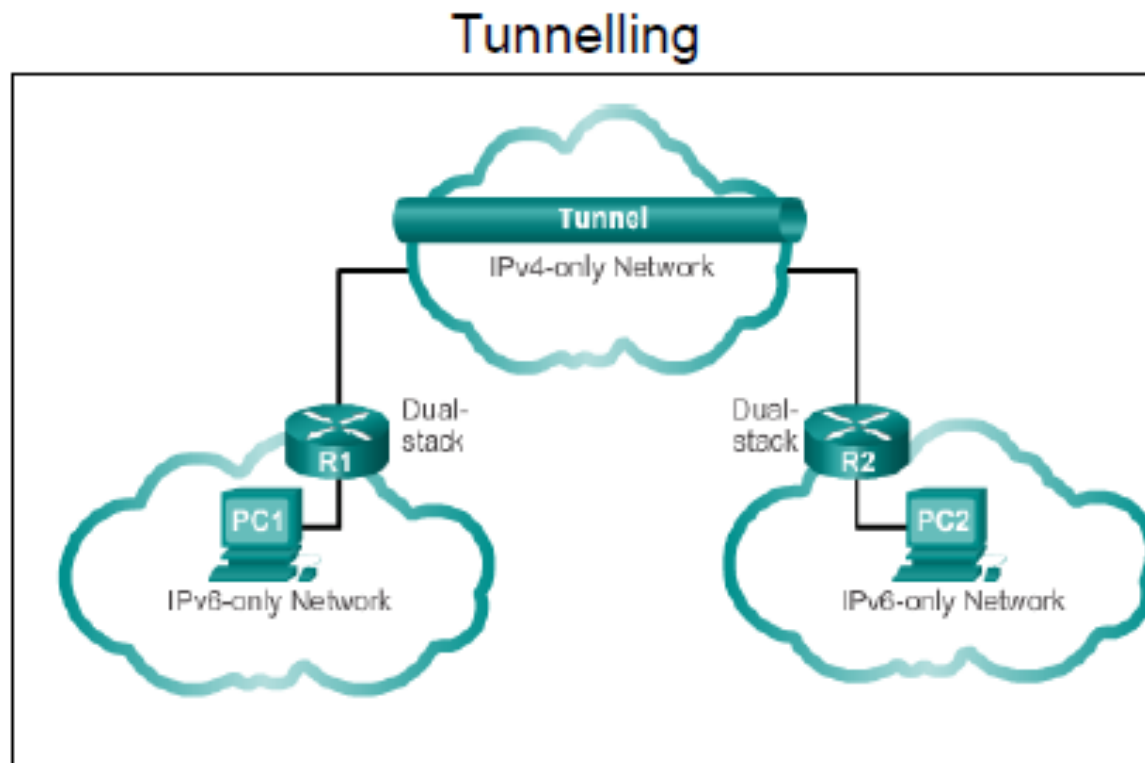 Tunnelling
Tunnel
IPv4-only Network
Dual-
stack
Dual-
stack
R1
R2
PC1
PC2
IPv6-only Network
IPv6-only Network